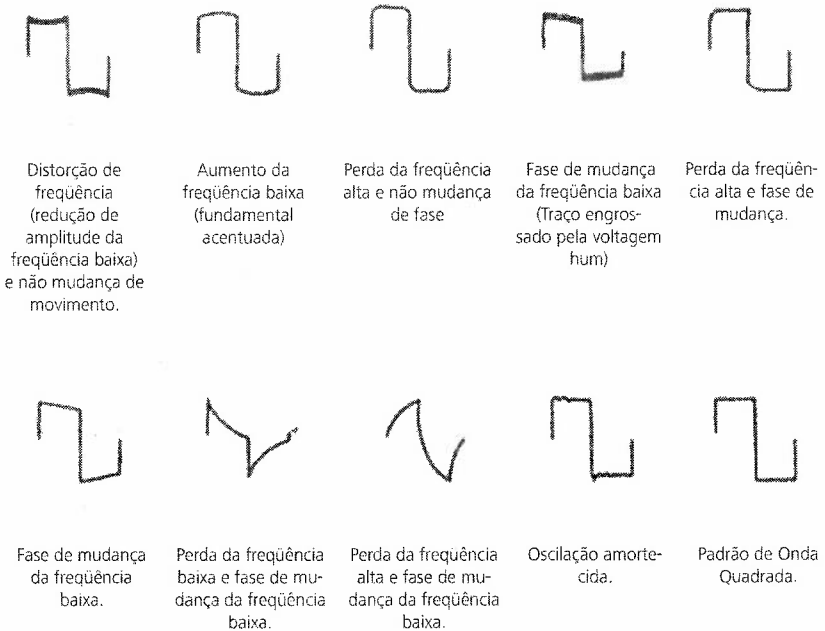 Distorção de
freqüência
(redução de
amplitude da
freqüência baixa)
e não mudança de
movimento.
Aumento da
freqüência baixa
(fundamental
acentuada)
Perda da freqüência
alta e não mudança
de fase
Fase de mudança
da freqüência baixa
(Traço engros-
sado pela voltagem
hum)
Perda da freqüên-
cia alta e fase de
mudança.
Fase de mudança
da freqüência
baixa.
Perda da freqüência
baixa e fase de mu-
dança da freqüência
baixa.
Perda da freqüência
alta e fase de mu-
dança da freqüência
baixa.
Oscilação amorte-
cida.
Padrão de Onda
Quadrada.